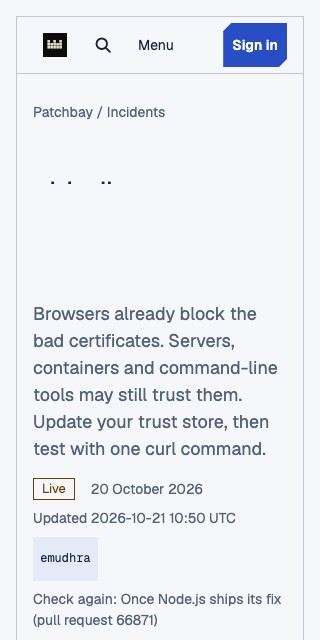 Menu
Sign in
Patchbay / Incidents
Browsers already block the
bad certificates. Servers,
containers and command-line
tools may still trust them.
Update your trust store, then
test with one curl command.
Live
20 October 2026
Updated 2026-10-21 10:50 UTC
emudhra
Check again: Once Node.js ships its fix
(pull request 66871)